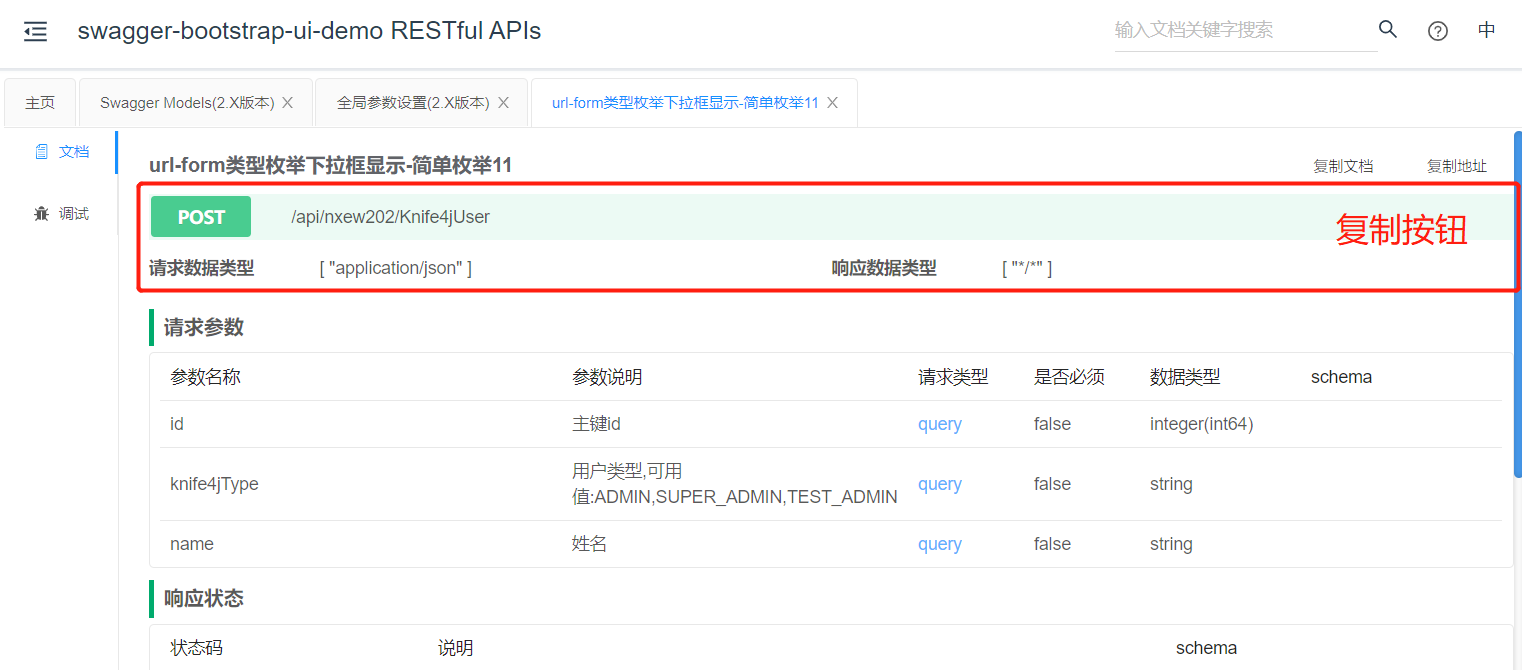 swagger-bootstrap-ui-demo RESTful APIs
输入文档关键字搜索
中
主页
Swagger Models(2.X版本)
全局参数设置(2.X版本)
url-form类型枚举下拉框显示-简单枚举11
文档
调试
url-form类型枚举下拉框显示-简单枚举11
复制文档
复制地址
POST
/api/nxew202/Knife4jUser
复制按钮
请求数据类型
[ "application/json" ]
响应数据类型
[ "*/*" ]
请求参数
参数名称 参数说明 请求类型 是否必须 数据类型 schema
id 主键id query false integer(int64)
knife4jType 用户类型,可用
值:ADMIN,SUPER_ADMIN,TEST_ADMIN query false string
name 姓名 query false string
响应状态
状态码 说明 schema